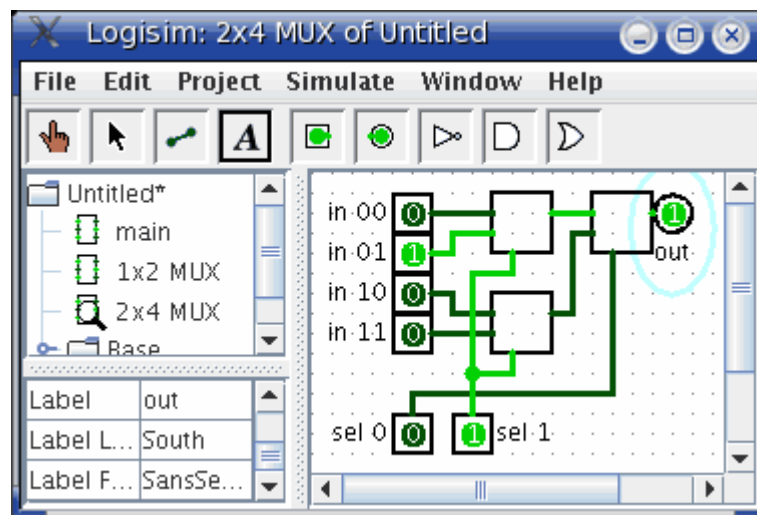 Logisim: 2x4 MUX of Untitled
File Edit Project Simulate Window Help
A
Untitled*
main
1x2 MUX
2x4 MUX
Base
Label out
Label L... South
Label F... SansSe...
in 00 0
in 01 1
in 10 0
in 11 0
1
out
sel 0 0
1 sel 1